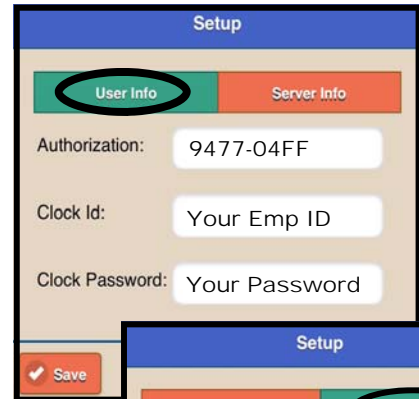 Setup
User Info Server Info
Authorization: 9477-04FF
Clock Id: Your Emp ID
Clock Password: Your Password
Save
Setup